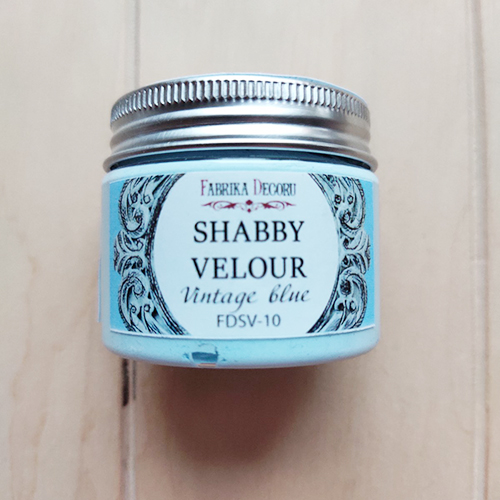 FABRIKA DECORU
SHABBY
VELOUR
Vintage blue
FDSV-10